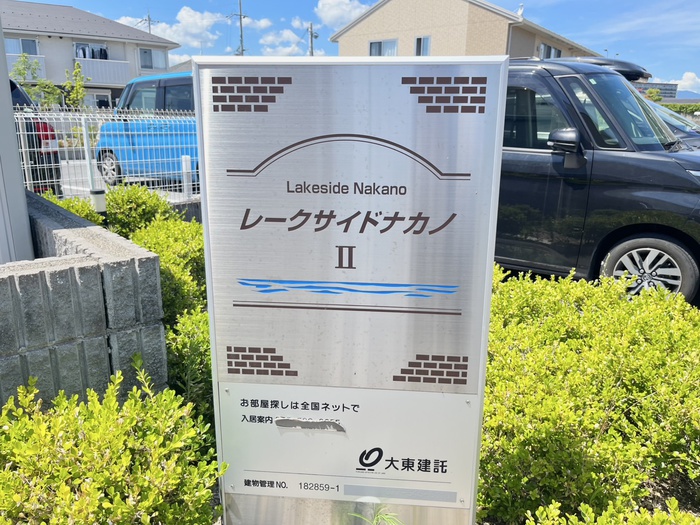 Lakeside Nakano
レークサイドナカノ
II
お部屋探しは全国ネットで
入居案内
大東建託
建物管理NO. 182859-1